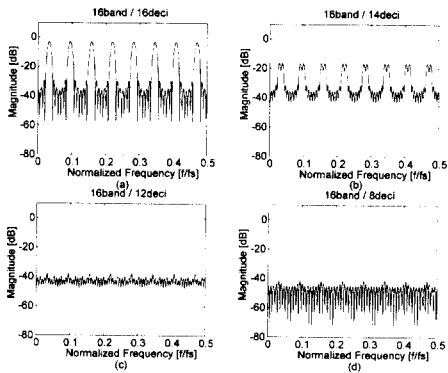 16band / 16deci
0
-20
-40
-60
-80
Magnitude [dB]
0 0.1 0.2 0.3 0.4 0.5
Normalized Frequency [f/fs]
(a)
16band / 14deci
0
-20
-40
-60
-80
Magnitude [dB]
0 0.1 0.2 0.3 0.4 0.5
Normalized Frequency [f/fs]
(b)
16band / 12deci
0
-20
-40
-60
-80
Magnitude [dB]
0 0.1 0.2 0.3 0.4 0.5
Normalized Frequency [f/fs]
(c)
16band / 8deci
0
-20
-40
-60
-80
Magnitude [dB]
0 0.1 0.2 0.3 0.4 0.5
Normalized Frequency [f/fs]
(d)